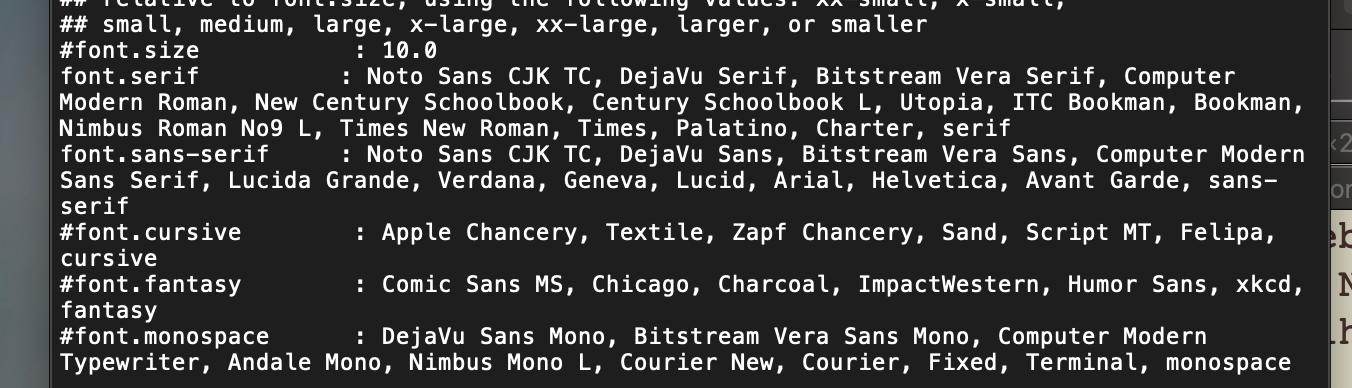 ## relative to font.size, using the following values: xx-small, x-small,
## small, medium, large, x-large, xx-large, larger, or smaller
#font.size           : 10.0
font.serif          : Noto Sans CJK TC, DejaVu Serif, Bitstream Vera Serif, Computer
Modern Roman, New Century Schoolbook, Century Schoolbook L, Utopia, ITC Bookman, Bookman,
Nimbus Roman No9 L, Times New Roman, Times, Palatino, Charter, serif
font.sans-serif     : Noto Sans CJK TC, DejaVu Sans, Bitstream Vera Sans, Computer Modern
Sans Serif, Lucida Grande, Verdana, Geneva, Lucid, Arial, Helvetica, Avant Garde, sans-
serif
#font.cursive        : Apple Chancery, Textile, Zapf Chancery, Sand, Script MT, Felipa,
cursive
#font.fantasy        : Comic Sans MS, Chicago, Charcoal, ImpactWestern, Humor Sans, xkcd,
fantasy
#font.monospace      : DejaVu Sans Mono, Bitstream Vera Sans Mono, Computer Modern
Typewriter, Andale Mono, Nimbus Mono L, Courier New, Courier, Fixed, Terminal, monospace